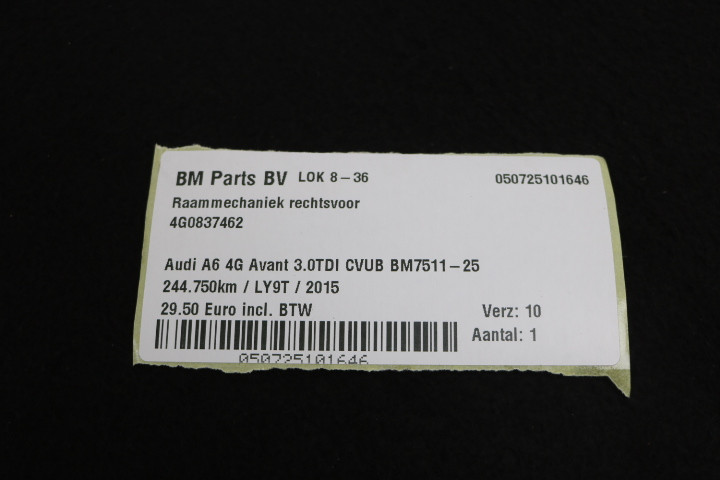 BM Parts BV LOK 8-36 050725101646
Raammechaniek rechtsvoor
4G0837462
Audi A6 4G Avant 3.0TDI CVUB BM7511-25
244.750km / LY9T / 2015
29.50 Euro incl. BTW Verz: 10
Aantal: 1
050725101646